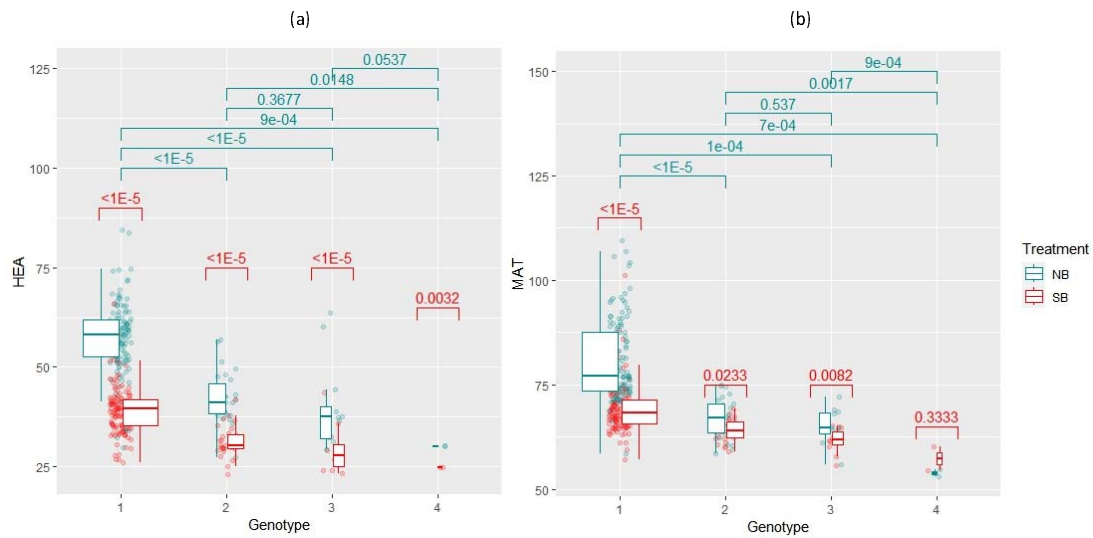 (a)
(b)
125
100
75
50
25
HEA
0.0537
0.0148
0.3677
9e-04
<1E-5
<1E-5
<1E-5
<1E-5
<1E-5
0.0032
1 2 3 4
Genotype
150
125
100
75
50
MAT
9e-04
0.0017
0.537
7e-04
1e-04
<1E-5
<1E-5
0.0233
0.0082
0.3333
1 2 3 4
Genotype
Treatment
NB
SB